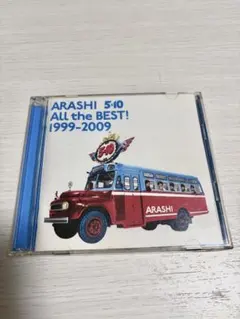 ARASHI 5×10
All the BEST!
1999-2009
5×10
ARASHI